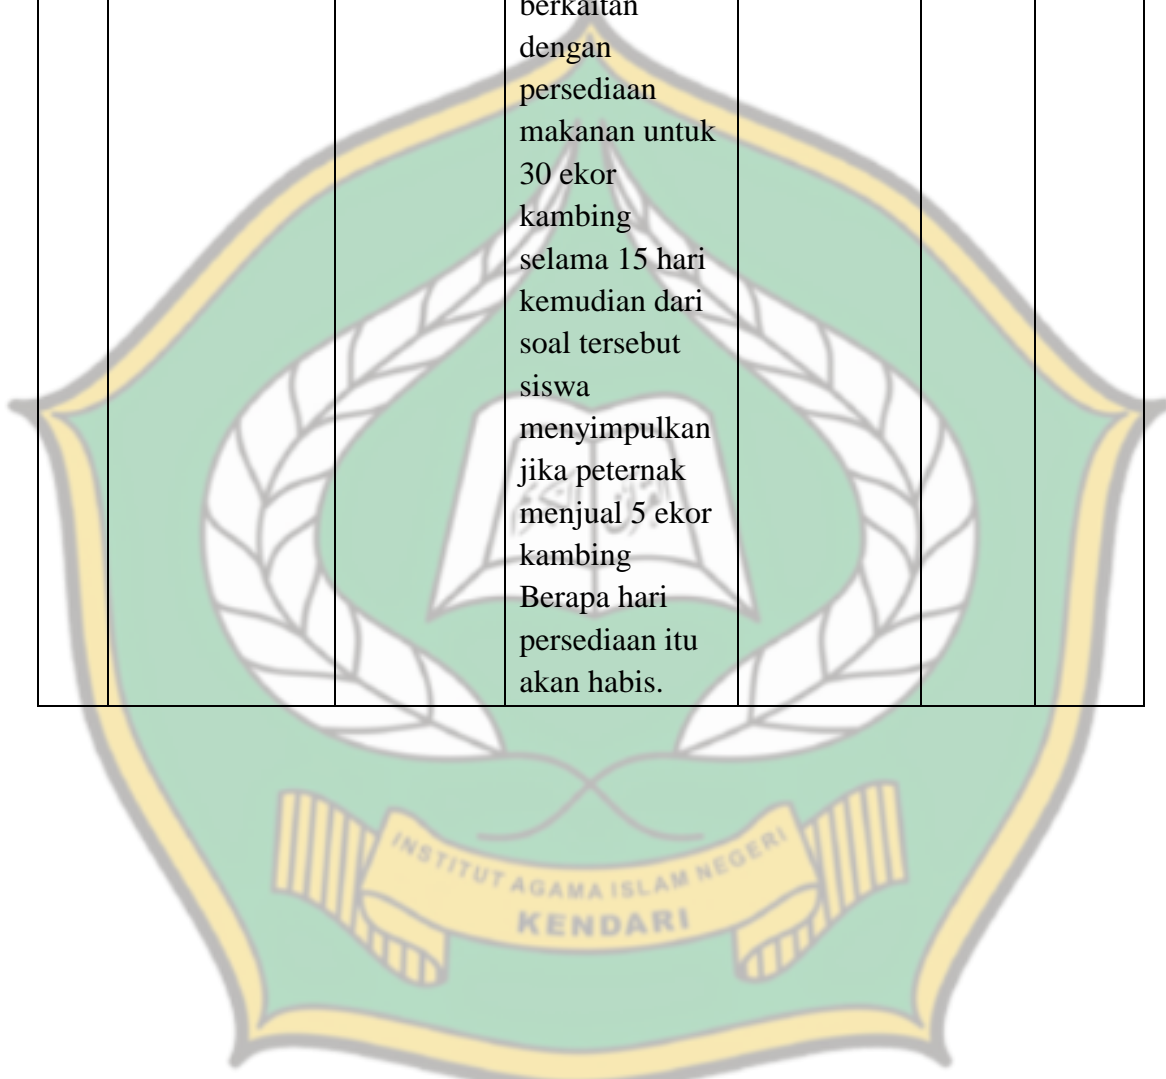 berkaitan
dengan
persediaan
makanan untuk
30 ekor
kambing
selama 15 hari
kemudian dari
soal tersebut
siswa
menyimpulkan
jika peternak
menjual 5 ekor
kambing
Berapa hari
persediaan itu
akan habis.
INSTITUT AGAMA ISLAM NEGERI
KENDARI